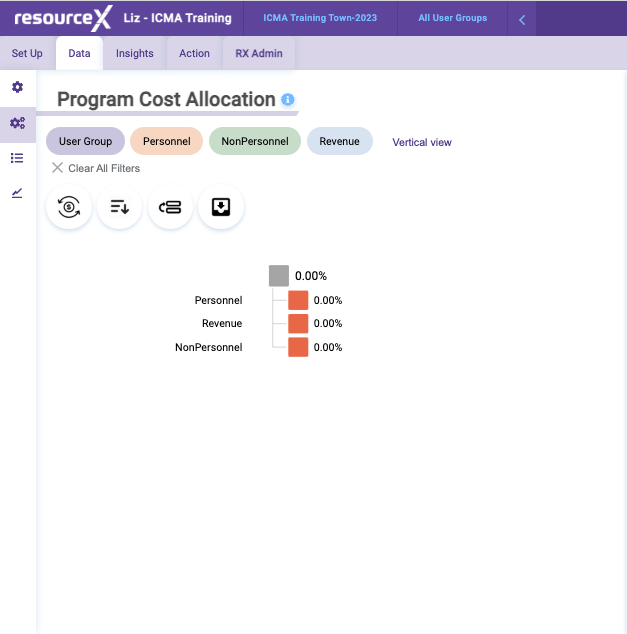 resourceX Liz - ICMA Training ICMA Training Town-2023 All User Groups
Set Up Data Insights Action RX Admin
Program Cost Allocation i
User Group Personnel NonPersonnel Revenue Vertical view
Clear All Filters
0.00%
Personnel 0.00%
Revenue 0.00%
NonPersonnel 0.00%